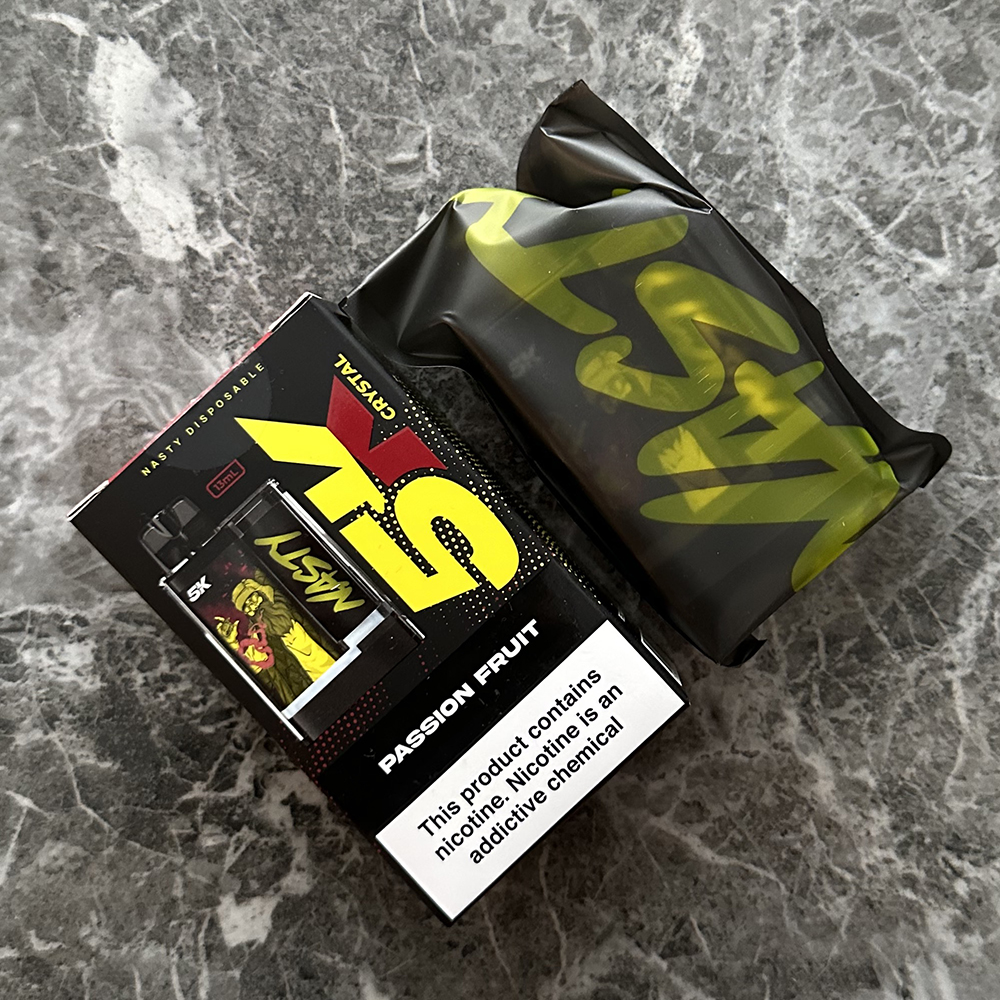 NASTY DISPOSABLE
13mL
5K
CRYSTAL
5K
NASTY
PASSION FRUIT
This product contains
nicotine. Nicotine is an
addictive chemical
NASTY